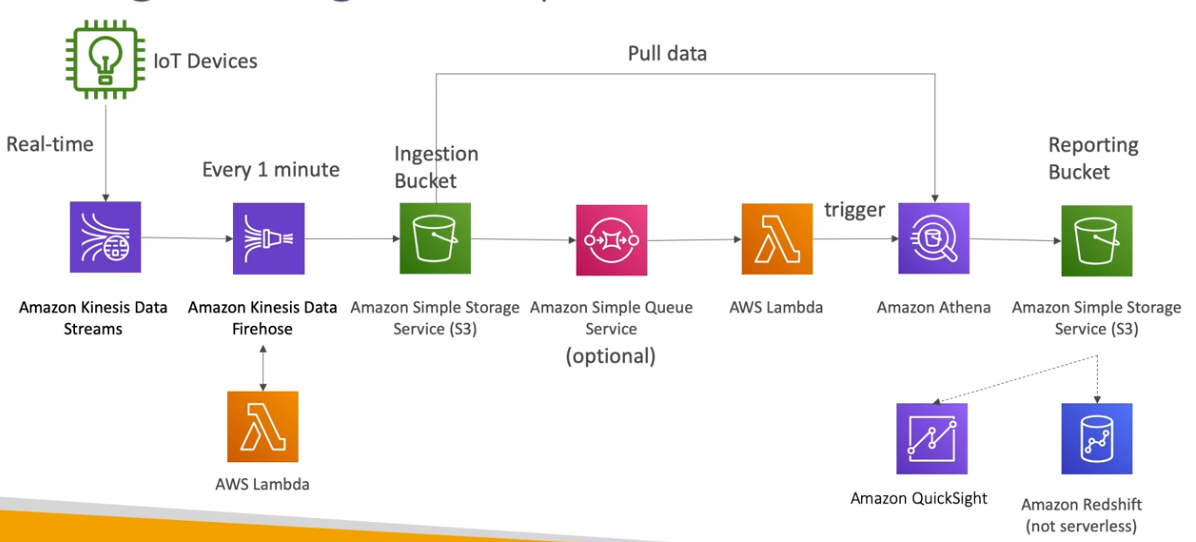 IoT Devices
Pull data
Real-time
Every 1 minute
Ingestion
Bucket
Reporting
Bucket
trigger
Amazon Kinesis Data
Streams
Amazon Kinesis Data
Firehose
Amazon Simple Storage
Service (S3)
Amazon Simple Queue
Service
(optional)
AWS Lambda
Amazon Athena
Amazon Simple Storage
Service (S3)
AWS Lambda
Amazon QuickSight
Amazon Redshift
(not serverless)